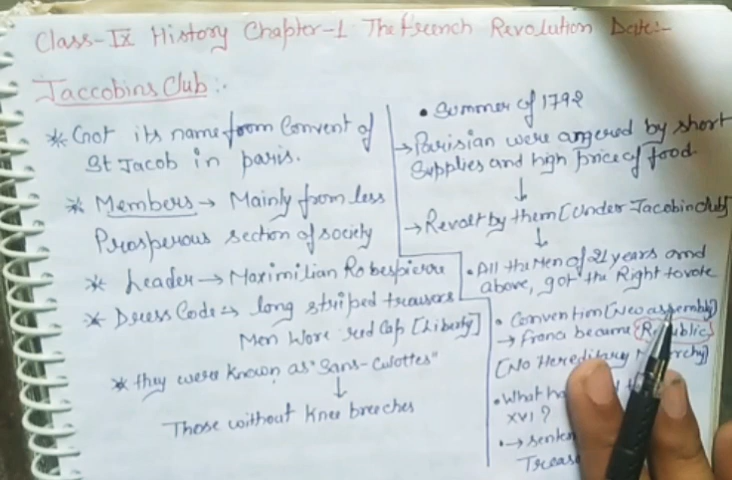 Class-IX History Chapter-1 The French Revolution Date:-
Jaccobins Club:-
* Got its name from Convent of
St Jacob in paris.
* Members → Mainly from less
Prosperous section of society
* Leader → Maximilian Robespierre
* Dress Code → long striped trousers
Men Wore red Cap [Liberty]
* they were known as "Sans-Culottes"
↓
Those without knee breeches
• Summer of 1792
→ Parisian were angered by short
Supplies and high price of food.
↓
→ Revolt by them [Under Jacobin club]
↓
• All the Men of 21 years and
above, got the Right to vote
• Convention [New assembly]
→ France became Republic
[No Hereditary
• What
XVI?
• →